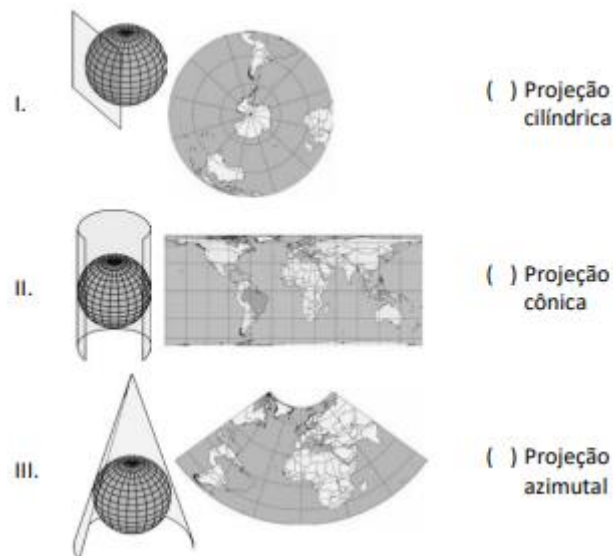 I.
( ) Projeção
cilíndrica
II.
( ) Projeção
cônica
III.
( ) Projeção
azimutal